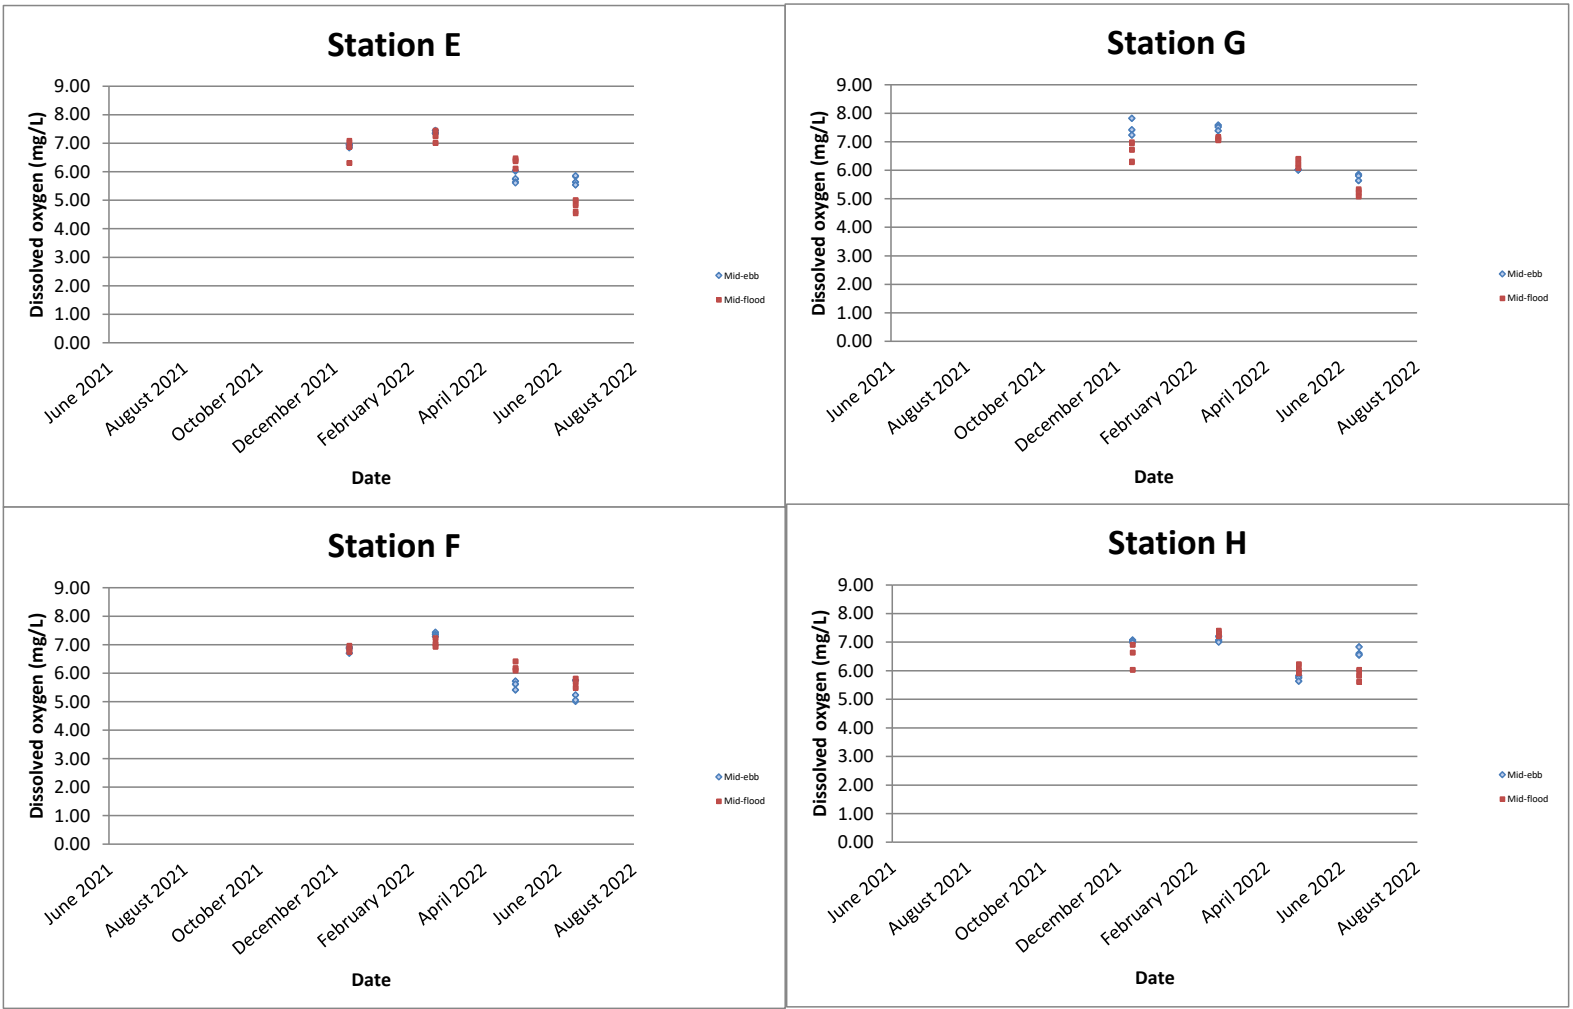 Station E
Dissolved oxygen (mg/L)
9.00
8.00
7.00
6.00
5.00
4.00
3.00
2.00
1.00
0.00
June 2021
August 2021
October 2021
December 2021
February 2022
April 2022
June 2022
August 2022
Date
Mid-ebb
Mid-flood
Station G
Dissolved oxygen (mg/L)
9.00
8.00
7.00
6.00
5.00
4.00
3.00
2.00
1.00
0.00
June 2021
August 2021
October 2021
December 2021
February 2022
April 2022
June 2022
August 2022
Date
Mid-ebb
Mid-flood
Station F
Dissolved oxygen (mg/L)
9.00
8.00
7.00
6.00
5.00
4.00
3.00
2.00
1.00
0.00
June 2021
August 2021
October 2021
December 2021
February 2022
April 2022
June 2022
August 2022
Date
Mid-ebb
Mid-flood
Station H
Dissolved oxygen (mg/L)
9.00
8.00
7.00
6.00
5.00
4.00
3.00
2.00
1.00
0.00
June 2021
August 2021
October 2021
December 2021
February 2022
April 2022
June 2022
August 2022
Date
Mid-ebb
Mid-flood